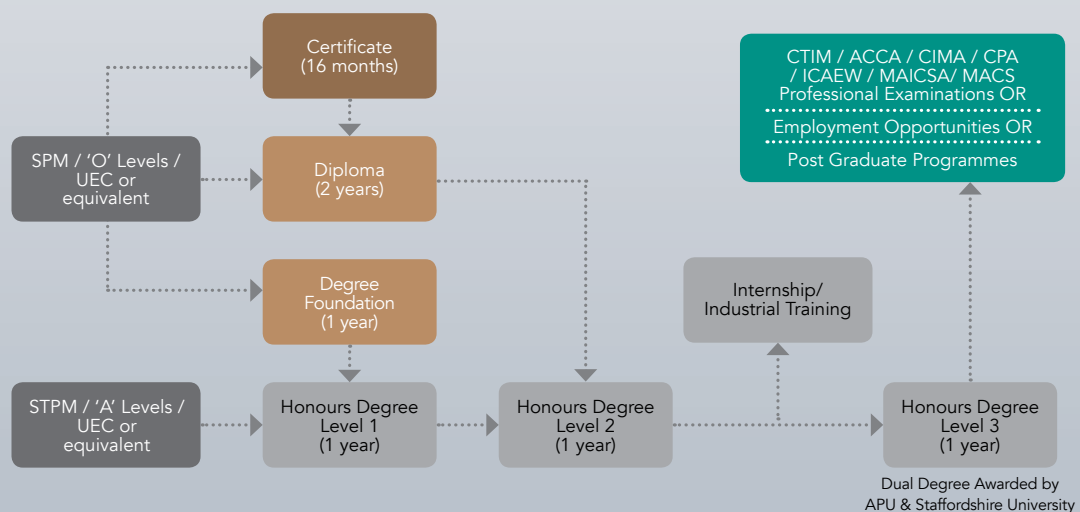 Certificate
(16 months)
CTIM / ACCA / CIMA / CPA
/ ICAEW / MAICSA/ MACS
Professional Examinations OR
Employment Opportunities OR
Post Graduate Programmes
SPM / ‘O’ Levels /
UEC or
equivalent
Diploma
(2 years)
Degree
Foundation
(1 year)
Internship/
Industrial Training
STPM / ‘A’ Levels /
UEC or
equivalent
Honours Degree
Level 1
(1 year)
Honours Degree
Level 2
(1 year)
Honours Degree
Level 3
(1 year)
Dual Degree Awarded by
APU & Staffordshire University